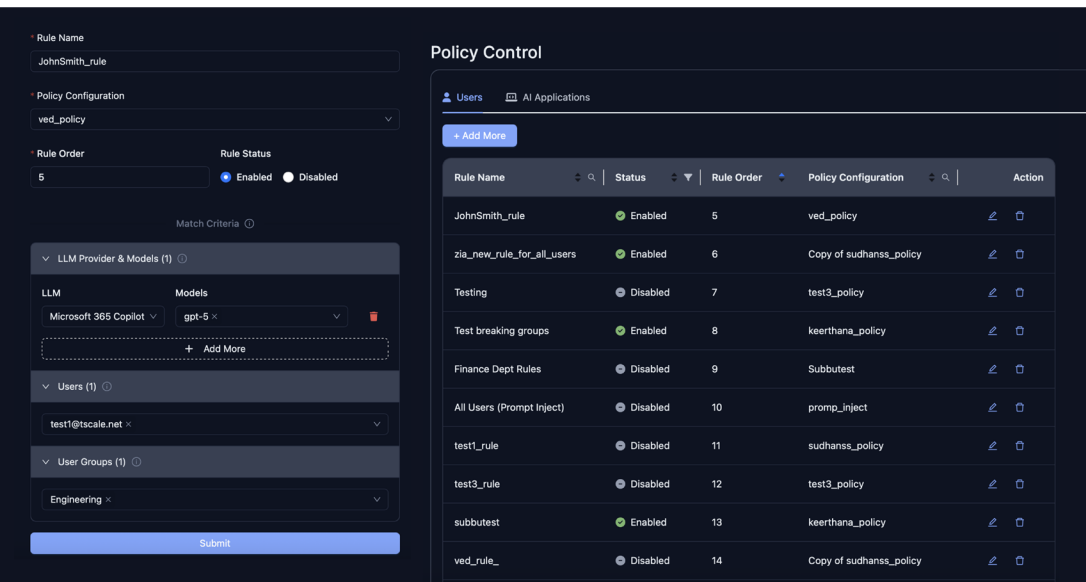 * Rule Name
JohnSmith_rule
* Policy Configuration
ved_policy
* Rule Order
Rule Status
5
Enabled
Disabled
Match Criteria
LLM Provider & Models (1)
LLM
Models
Microsoft 365 Copilot
gpt-5 ×
+ Add More
Users (1)
test1@tscale.net ×
User Groups (1)
Engineering ×
Submit
Policy Control
Users
AI Applications
+ Add More
Rule Name Status Rule Order Policy Configuration Action
JohnSmith_rule Enabled 5 ved_policy
zia_new_rule_for_all_users Enabled 6 Copy of sudhanss_policy
Testing Disabled 7 test3_policy
Test breaking groups Enabled 8 keerthana_policy
Finance Dept Rules Disabled 9 Subbutest
All Users (Prompt Inject) Disabled 10 promp_inject
test1_rule Disabled 11 sudhanss_policy
test3_rule Disabled 12 test3_policy
subbutest Enabled 13 keerthana_policy
ved_rule_ Disabled 14 Copy of sudhanss_policy